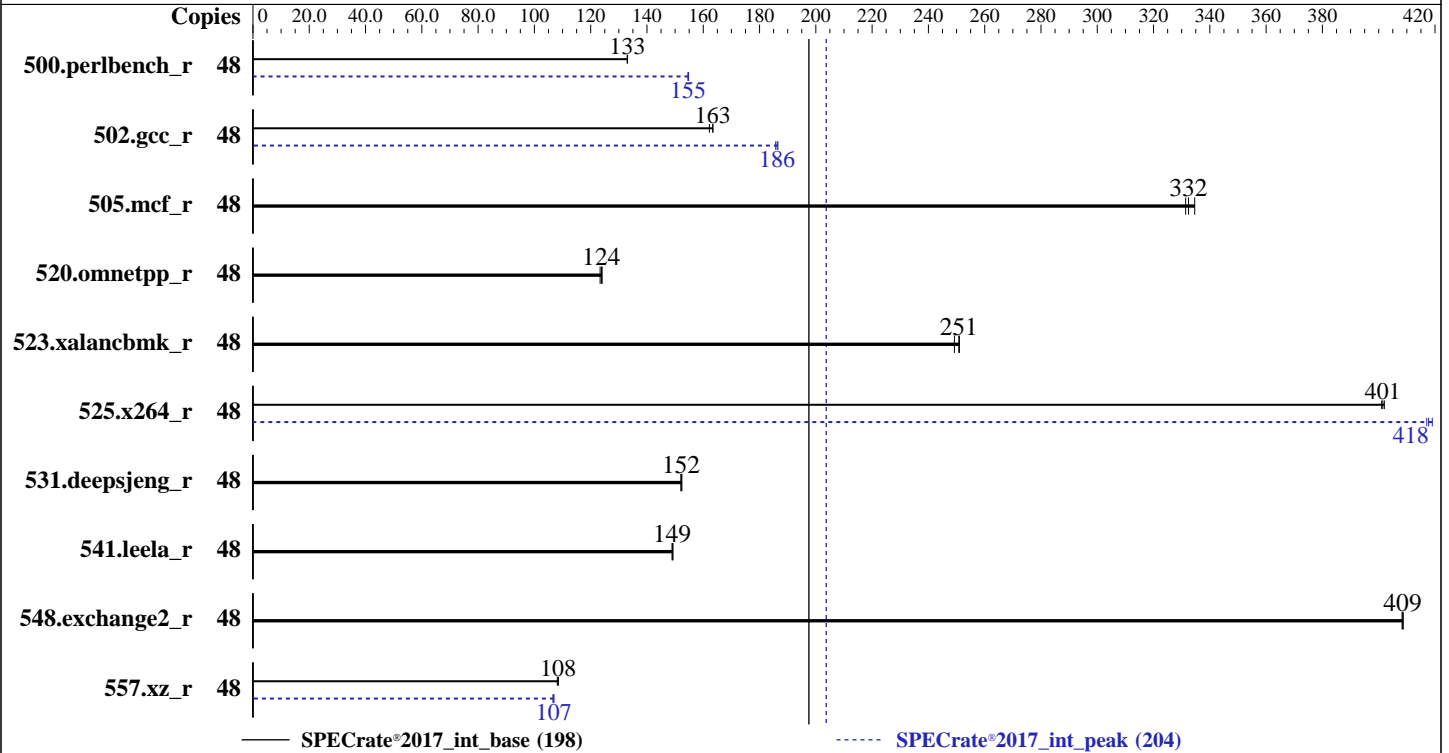 Copies 0 20.0 40.0 60.0 80.0 100 120 140 160 180 200 220 240 260 280 300 320 340 360 380 420
500.perlbench_r 48 133
155
502.gcc_r 48 163
186
505.mcf_r 48 332
520.omnetpp_r 48 124
523.xalancbmk_r 48 251
525.x264_r 48 401
418
531.deepsjeng_r 48 152
541.leela_r 48 149
548.exchange2_r 48 409
557.xz_r 48 108
107
SPECrate®2017_int_base (198) SPECrate®2017_int_peak (204)